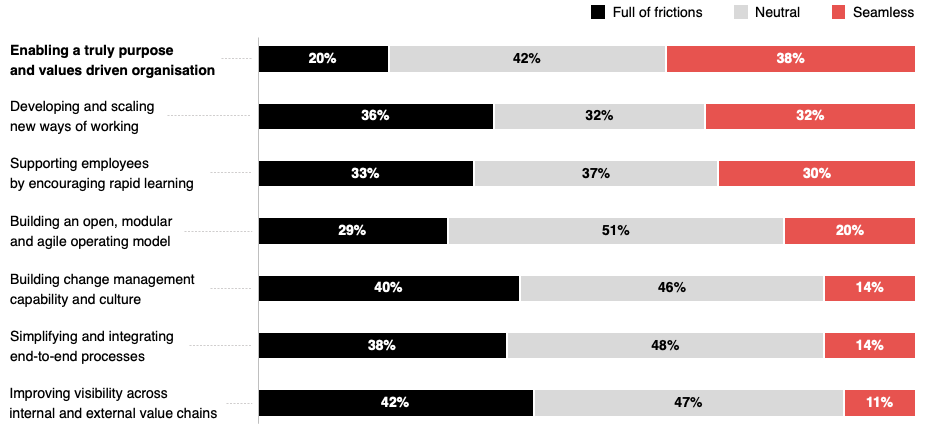 Full of frictions Neutral Seamless
Enabling a truly purpose
and values driven organisation
20% 42% 38%
Developing and scaling
new ways of working
36% 32% 32%
Supporting employees
by encouraging rapid learning
33% 37% 30%
Building an open, modular
and agile operating model
29% 51% 20%
Building change management
capability and culture
40% 46% 14%
Simplifying and integrating
end-to-end processes
38% 48% 14%
Improving visibility across
internal and external value chains
42% 47% 11%